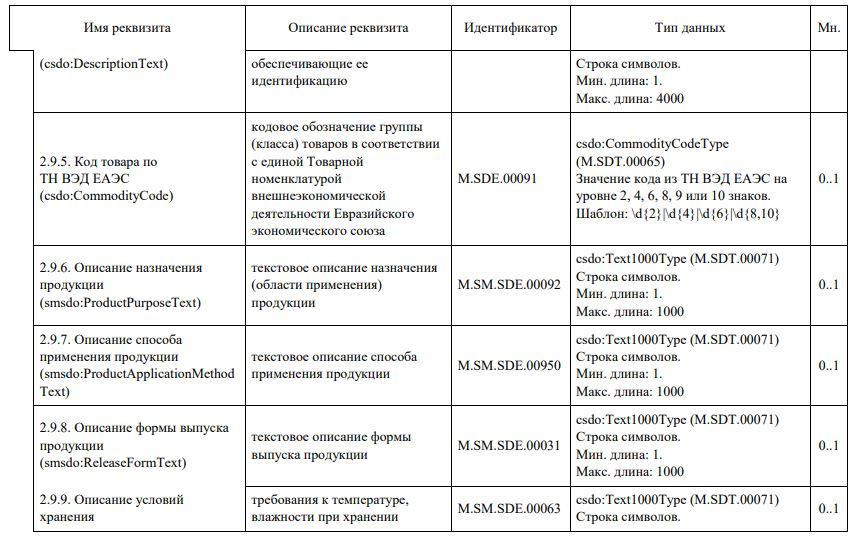 Имя реквизита
Описание реквизита
Идентификатор
Тип данных
Мн.
(csdo:DescriptionText)
обеспечивающие ее
идентификацию
Строка символов.
Мин. длина: 1.
Макс. длина: 4000
2.9.5. Код товара по
ТН ВЭД ЕАЭС
(csdo:CommodityCode)
кодовое обозначение группы
(класса) товаров в соответствии
с единой Товарной
номенклатурой
внешнеэкономической
деятельности Евразийского
экономического союза
M.SDE.00091
csdo:CommodityCodeType
(M.SDT.00065)
Значение кода из ТН ВЭД ЕАЭС на
уровне 2, 4, 6, 8, 9 или 10 знаков.
Шаблон: \d{2}|\d{4}|\d{6}|\d{8,10}
0..1
2.9.6. Описание назначения
продукции
(smsdo:ProductPurposeText)
текстовое описание назначения
(области применения)
продукции
M.SM.SDE.00092
csdo:Text1000Type (M.SDT.00071)
Строка символов.
Мин. длина: 1.
Макс. длина: 1000
0..1
2.9.7. Описание способа
применения продукции
(smsdo:ProductApplicationMethod
Text)
текстовое описание способа
применения продукции
M.SM.SDE.00950
csdo:Text1000Type (M.SDT.00071)
Строка символов.
Мин. длина: 1.
Макс. длина: 1000
0..1
2.9.8. Описание формы выпуска
продукции
(smsdo:ReleaseFormText)
текстовое описание формы
выпуска продукции
M.SM.SDE.00031
csdo:Text1000Type (M.SDT.00071)
Строка символов.
Мин. длина: 1.
Макс. длина: 1000
0..1
2.9.9. Описание условий
хранения
требования к температуре,
влажности при хранении
M.SM.SDE.00063
csdo:Text1000Type (M.SDT.00071)
Строка символов.
0..1